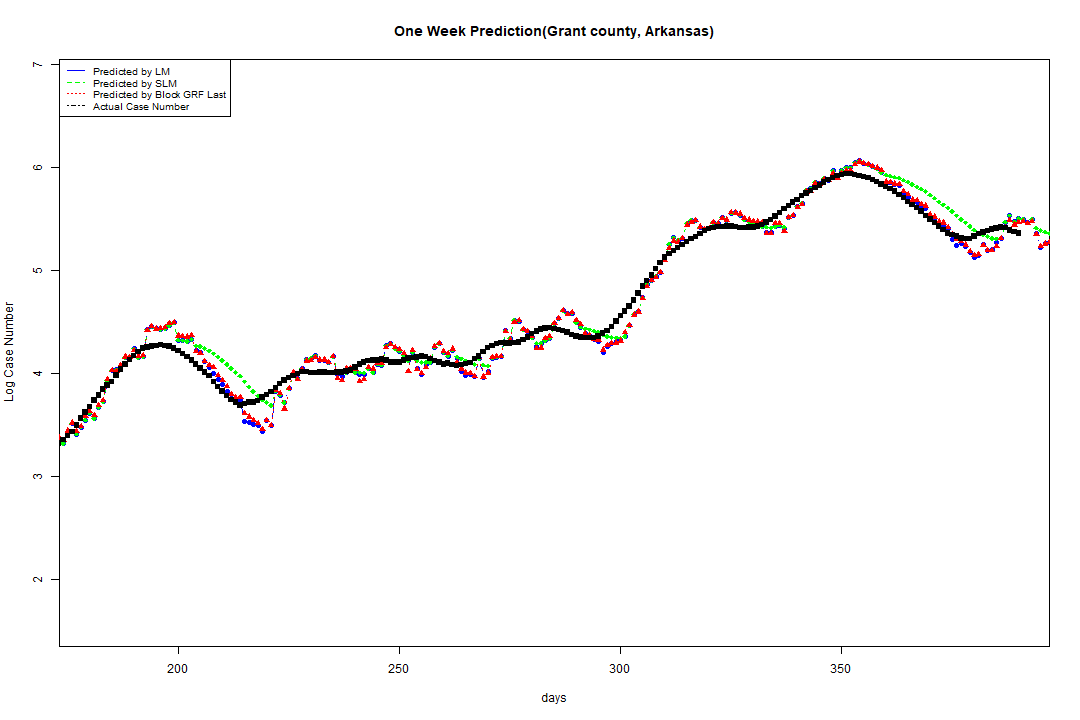 One Week Prediction(Grant county, Arkansas)
Predicted by LM
Predicted by SLM
Predicted by Block GRF Last
Actual Case Number
7
6
5
4
3
2
Log Case Number
200 250 300 350
days